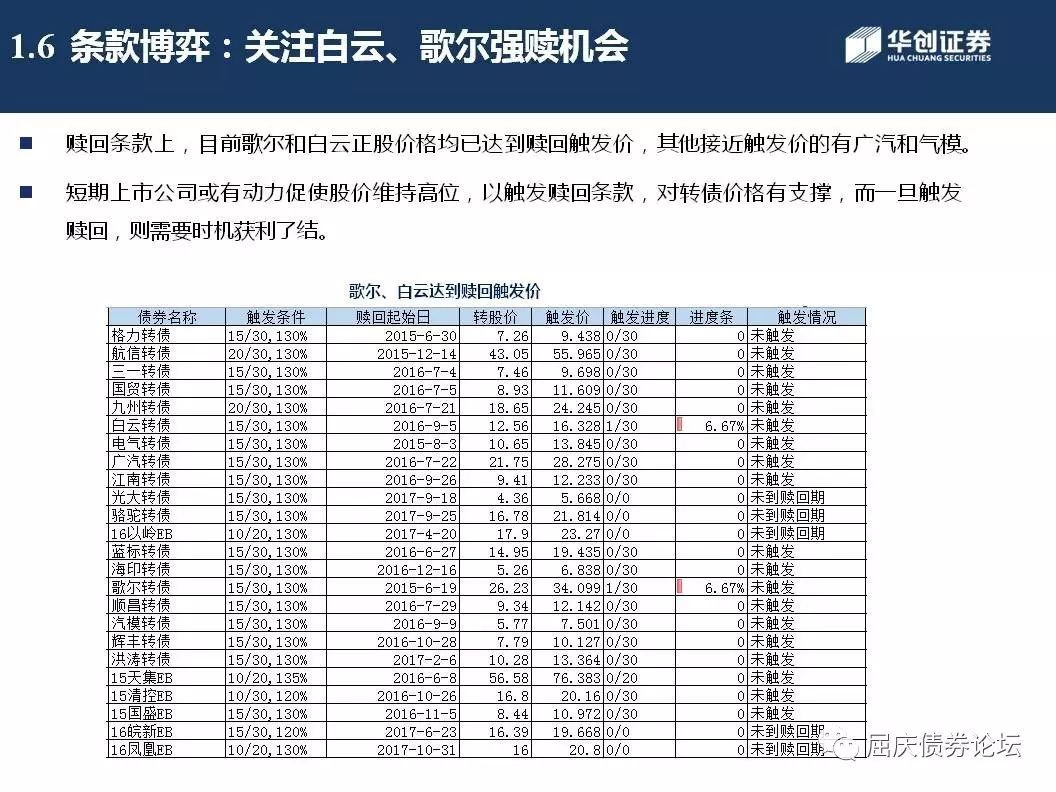 1.6 条款博弈：关注白云、歌尔强赎机会
华创证券
HUA CHUANG SECURITIES
赎回条款上，目前歌尔和白云正股价格均已达到赎回触发价，其他接近触发价的有广汽和气模。
短期上市公司或有动力促使股价维持高位，以触发赎回条款，对转债价格有支撑，而一旦触发
赎回，则需要时机获利了结。
歌尔、白云达到赎回触发价
债券名称 触发条件 赎回起始日 转股价 触发价 触发进度 进度条 触发情况
格力转债 15/30,130% 2015-6-30 7.26 9.438 0/30 0 未触发
航信转债 20/30,130% 2015-12-14 43.05 55.965 0/30 0 未触发
三一转债 15/30,130% 2016-7-4 7.46 9.698 0/30 0 未触发
国贸转债 15/30,130% 2016-7-5 8.93 11.609 0/30 0 未触发
九州转债 20/30,130% 2016-7-21 18.65 24.245 0/30 0 未触发
白云转债 15/30,130% 2016-9-5 12.56 16.328 1/30 6.67% 未触发
电气转债 15/30,130% 2015-8-3 10.65 13.845 0/30 0 未触发
广汽转债 15/30,130% 2016-7-22 21.75 28.275 0/30 0 未触发
江南转债 15/30,130% 2016-9-26 9.41 12.233 0/30 0 未触发
光大转债 15/30,130% 2017-9-18 4.36 5.668 0/0 0 未到赎回期
骆驼转债 15/30,130% 2017-9-25 16.78 21.814 0/0 0 未到赎回期
16以岭EB 10/20,130% 2017-4-20 17.9 23.27 0/0 0 未到赎回期
蓝标转债 15/30,130% 2016-6-27 14.95 19.435 0/30 0 未触发
海印转债 15/30,130% 2016-12-16 5.26 6.838 0/30 0 未触发
歌尔转债 15/30,130% 2015-6-19 26.23 34.099 1/30 6.67% 未触发
顺昌转债 15/30,130% 2016-7-29 9.34 12.142 0/30 0 未触发
汽模转债 15/30,130% 2016-9-9 5.77 7.501 0/30 0 未触发
辉丰转债 15/30,130% 2016-10-28 7.79 10.127 0/30 0 未触发
洪涛转债 15/30,130% 2017-2-6 10.28 13.364 0/30 0 未触发
15天集EB 10/20,135% 2016-6-8 56.58 76.383 0/20 0 未触发
15清控EB 10/30,120% 2016-10-26 16.8 20.16 0/30 0 未触发
15国盛EB 15/30,130% 2016-11-5 8.44 10.972 0/30 0 未触发
16皖新EB 15/30,120% 2017-6-23 16.39 19.668 0/0 0 未到赎回期
16凤凰EB 10/20,130% 2017-10-31 16 20.8 0/0 0 未到赎回期
屈庆债券论坛